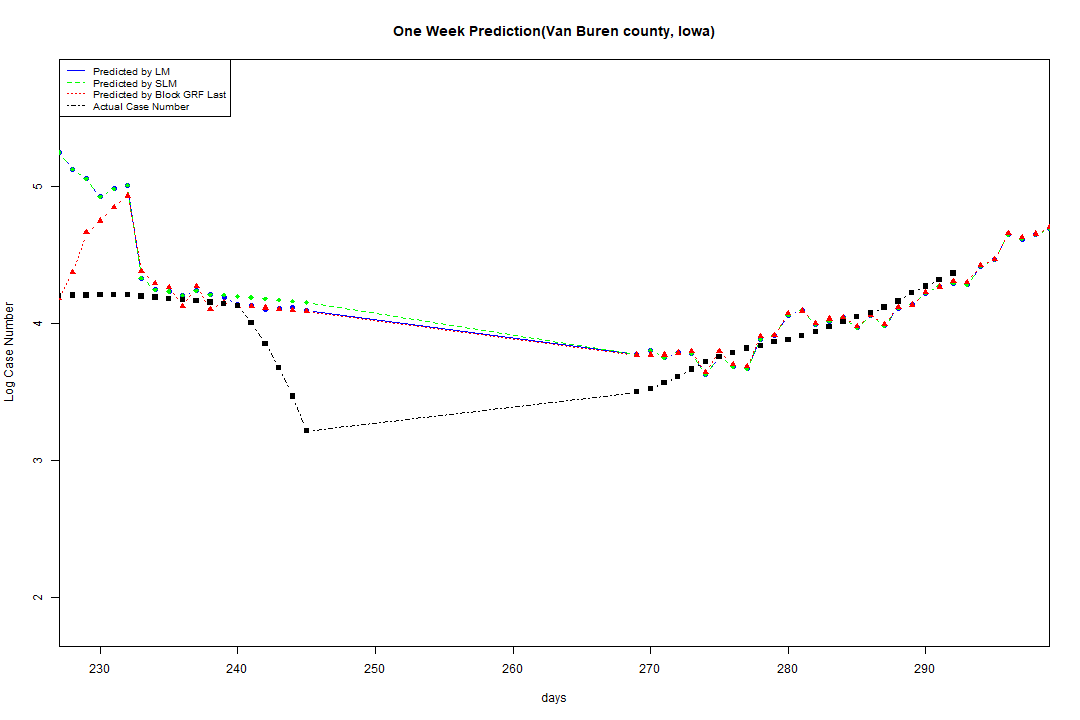 One Week Prediction(Van Buren county, Iowa)
Predicted by LM
Predicted by SLM
Predicted by Block GRF Last
Actual Case Number
5
4
3
2
Log Case Number
230 240 250 260 270 280 290
days